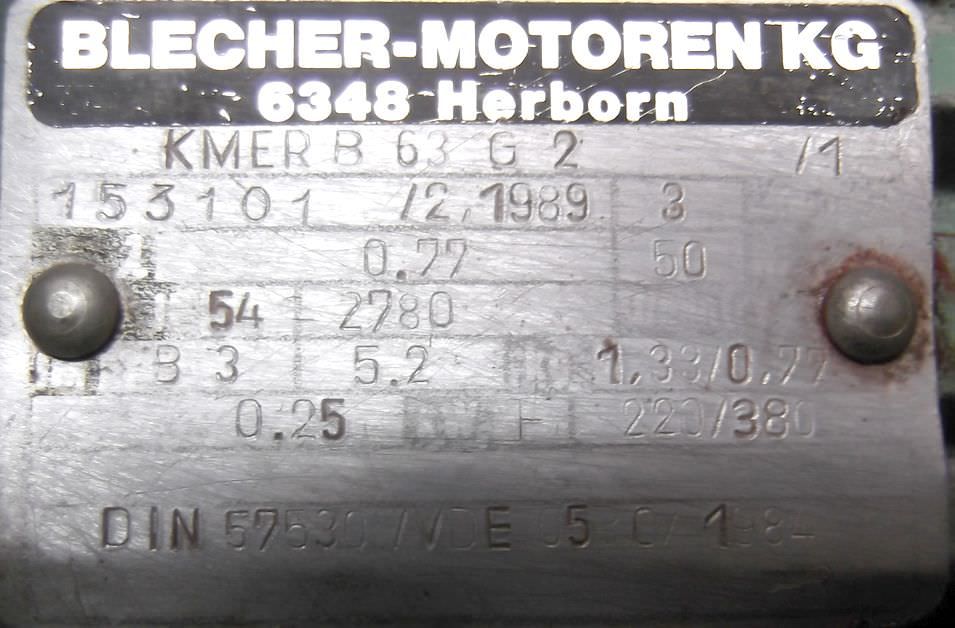 BLECHER-MOTOREN KG
6348 Herborn
KMER B 63 G 2 /1
153101 /2.1989 3
0.77 50
54 2780
B 3 5.2 1.33/0.77
0.25 F 220/380
DIN 57530 /VDE 1984